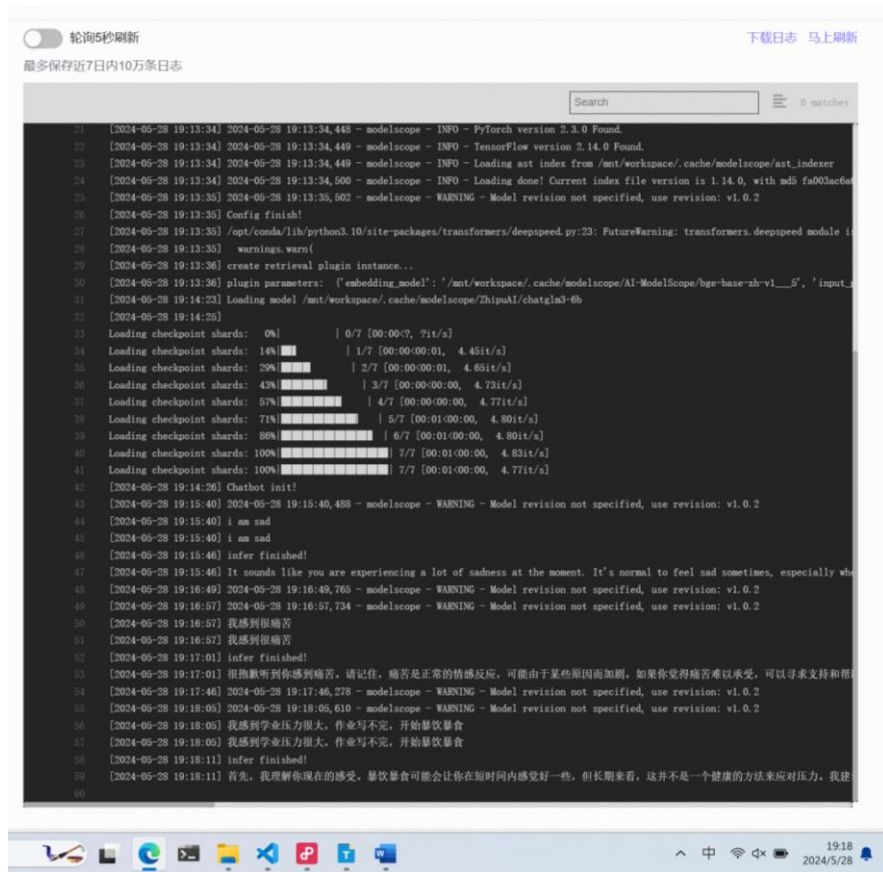 轮询5秒刷新
下载日志 马上刷新
最多保存近7日内10万条日志
Search
0 matches
21 [2024-05-28 19:13:34] 2024-05-28 19:13:34,448 - modelscope - INFO - PyTorch version 2.3.0 Found.
22 [2024-05-28 19:13:34] 2024-05-28 19:13:34,449 - modelscope - INFO - TensorFlow version 2.14.0 Found.
23 [2024-05-28 19:13:34] 2024-05-28 19:13:34,449 - modelscope - INFO - Loading ast index from /mnt/workspace/.cache/modelscope/ast_indexer
24 [2024-05-28 19:13:34] 2024-05-28 19:13:34,500 - modelscope - INFO - Loading done! Current index file version is 1.14.0, with md5 fa003ac6a
25 [2024-05-28 19:13:35] 2024-05-28 19:13:35,502 - modelscope - WARNING - Model revision not specified, use revision: v1.0.2
26 [2024-05-28 19:13:35] Config finish!
27 [2024-05-28 19:13:35] /opt/conda/lib/python3.10/site-packages/transformers/deepspeed.py:23: FutureWarning: transformers.deepspeed module i
28 [2024-05-28 19:13:35] warnings.warn(
29 [2024-05-28 19:13:36] create retrieval plugin instance...
30 [2024-05-28 19:13:36] plugin parameters: {'embedding_model': '/mnt/workspace/.cache/modelscope/AI-ModelScope/bge-base-zh-v1___5', 'input_
31 [2024-05-28 19:14:23] Loading model /mnt/workspace/.cache/modelscope/ZhipuAI/chatglm3-6b
32 [2024-05-28 19:14:25]
33 Loading checkpoint shards: 0%| | 0/7 [00:00<?, ?it/s]
34 Loading checkpoint shards: 14%| | 1/7 [00:00<00:01, 4.45it/s]
35 Loading checkpoint shards: 29%| | 2/7 [00:00<00:01, 4.65it/s]
36 Loading checkpoint shards: 43%| | 3/7 [00:00<00:00, 4.73it/s]
37 Loading checkpoint shards: 57%| | 4/7 [00:00<00:00, 4.77it/s]
38 Loading checkpoint shards: 71%| | 5/7 [00:01<00:00, 4.80it/s]
39 Loading checkpoint shards: 86%| | 6/7 [00:01<00:00, 4.80it/s]
40 Loading checkpoint shards: 100%| | 7/7 [00:01<00:00, 4.83it/s]
41 Loading checkpoint shards: 100%| | 7/7 [00:01<00:00, 4.77it/s]
42 [2024-05-28 19:14:26] Chatbot init!
43 [2024-05-28 19:15:40] 2024-05-28 19:15:40,488 - modelscope - WARNING - Model revision not specified, use revision: v1.0.2
44 [2024-05-28 19:15:40] i am sad
45 [2024-05-28 19:15:40] i am sad
46 [2024-05-28 19:15:46] infer finished!
47 [2024-05-28 19:15:46] It sounds like you are experiencing a lot of sadness at the moment. It's normal to feel sad sometimes, especially wh
48 [2024-05-28 19:16:49] 2024-05-28 19:16:49,765 - modelscope - WARNING - Model revision not specified, use revision: v1.0.2
49 [2024-05-28 19:16:57] 2024-05-28 19:16:57,734 - modelscope - WARNING - Model revision not specified, use revision: v1.0.2
50 [2024-05-28 19:16:57] 我感到很痛苦
51 [2024-05-28 19:16:57] 我感到很痛苦
52 [2024-05-28 19:17:01] infer finished!
53 [2024-05-28 19:17:01] 很抱歉听到你感到痛苦。请记住，痛苦是正常的情感反应，可能由于某些原因而加剧。如果你觉得痛苦难以承受，可以寻求支持和帮
54 [2024-05-28 19:17:46] 2024-05-28 19:17:46,278 - modelscope - WARNING - Model revision not specified, use revision: v1.0.2
55 [2024-05-28 19:18:05] 2024-05-28 19:18:05,610 - modelscope - WARNING - Model revision not specified, use revision: v1.0.2
56 [2024-05-28 19:18:05] 我感到学业压力很大，作业写不完，开始暴饮暴食
57 [2024-05-28 19:18:05] 我感到学业压力很大，作业写不完，开始暴饮暴食
58 [2024-05-28 19:18:11] infer finished!
59 [2024-05-28 19:18:11] 首先，我理解你现在的感受。暴饮暴食可能会让你在短时间内感觉好一些，但长期来看，这并不是一个健康的方法来应对压力。我建
60
中
19:18
2024/5/28